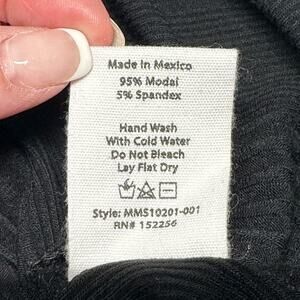 Made in Mexico
95% Modal
5% Spandex
Hand Wash
With Cold Water
Do Not Bleach
Lay Flat Dry
Style: MMS10201-001
RN# 152256